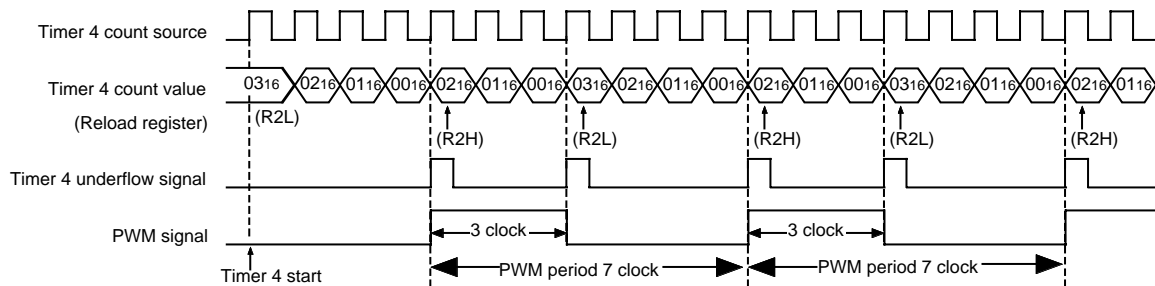 Timer 4 count source
Timer 4 count value
0316 0216 0116 0016 0216 0116 0016 0316 0216 0116 0016 0216 0116 0016 0316 0216 0116 0016 0216 0116
(Reload register)
(R2L) (R2H) (R2L) (R2H) (R2L) (R2H)
Timer 4 underflow signal
PWM signal
3 clock 3 clock
Timer 4 start
PWM period 7 clock PWM period 7 clock